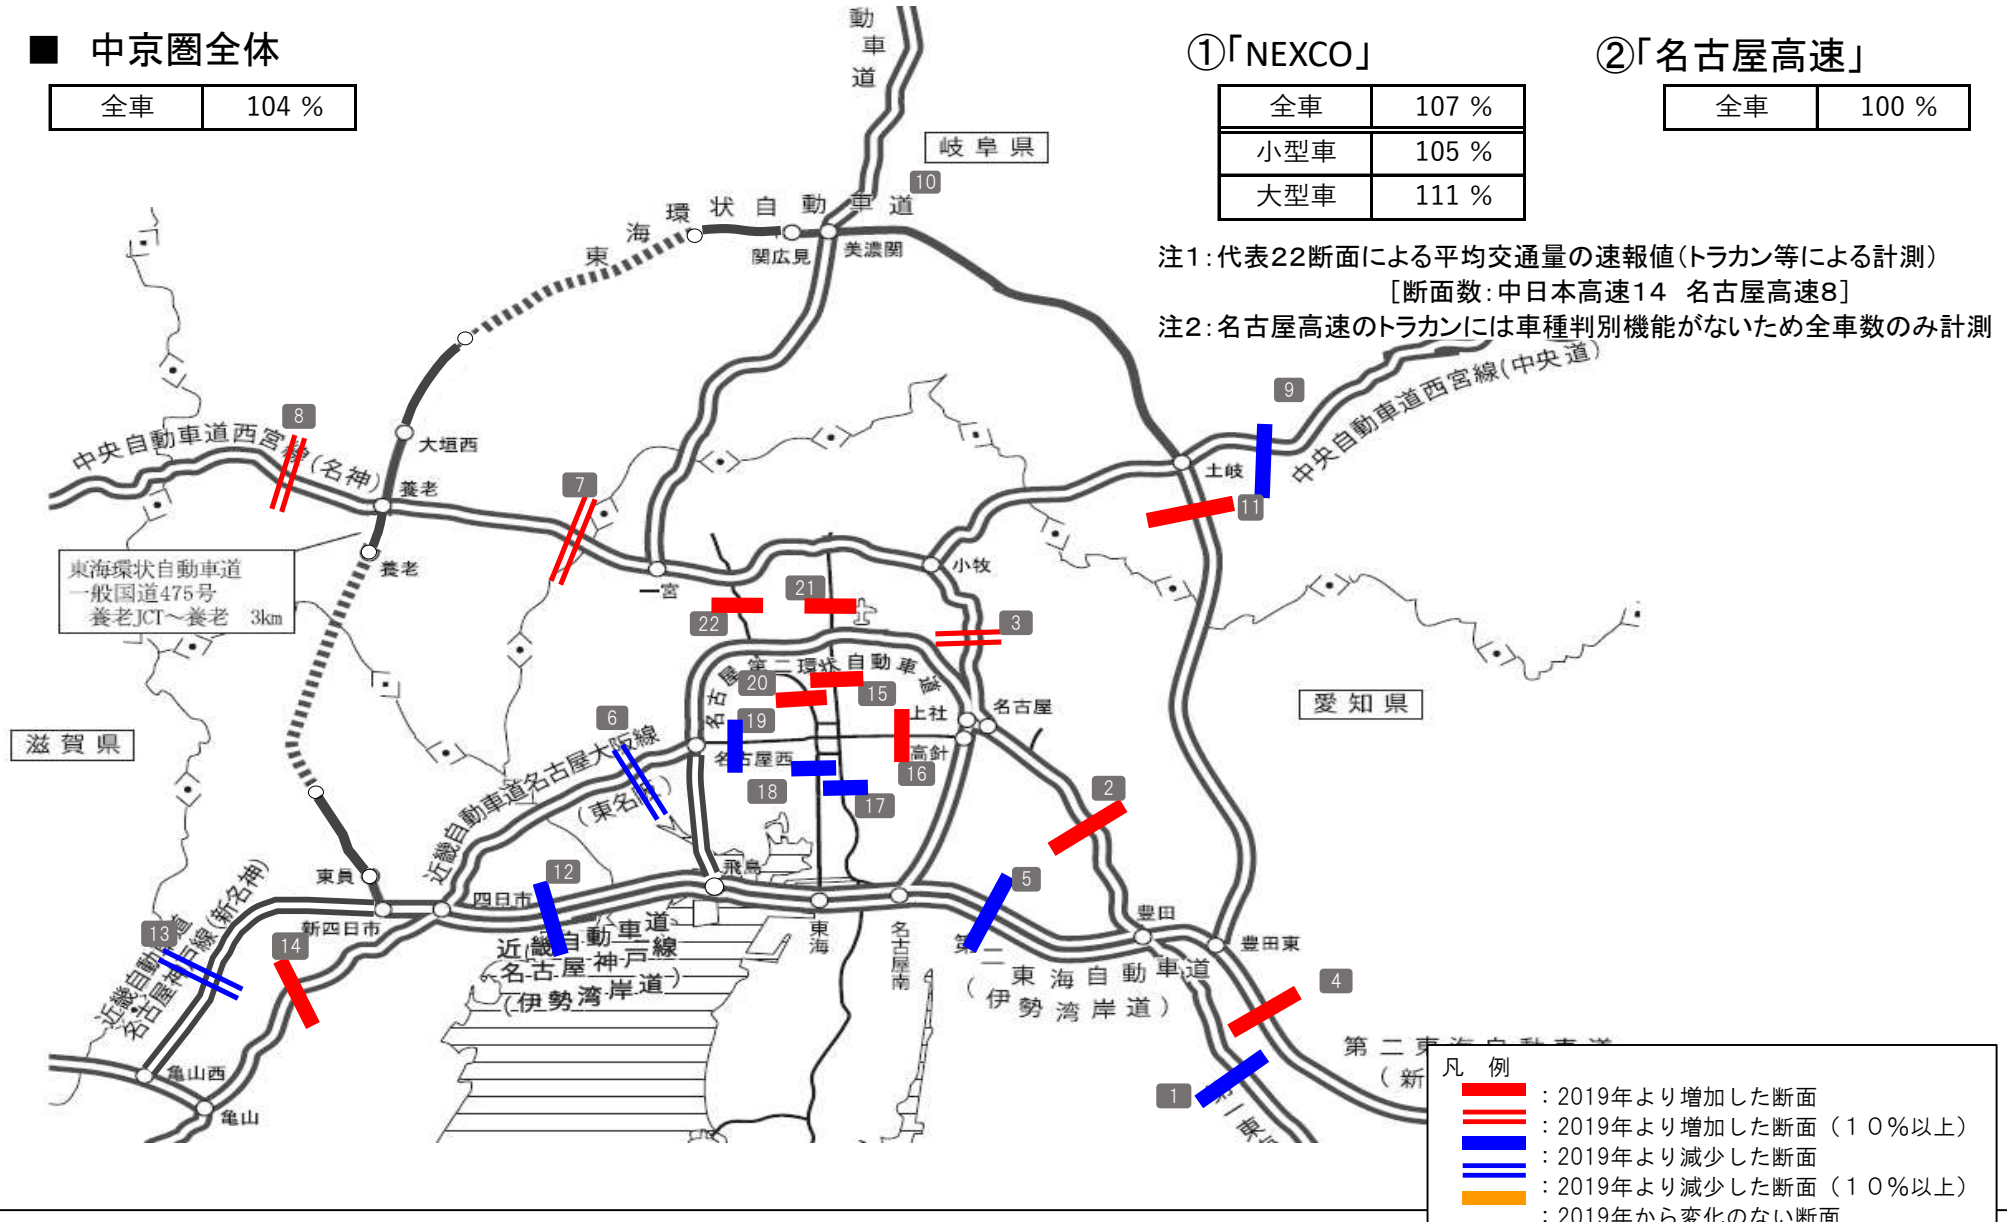 ■ 中京圏全体
全車 104 %
①「NEXCO」
全車 107 %
小型車 105 %
大型車 111 %
②「名古屋高速」
全車 100 %
注1：代表22断面による平均交通量の速報値（トラカン等による計測）
［断面数：中日本高速14 名古屋高速8］
注2：名古屋高速のトラカンには車種判別機能がないため全車数のみ計測
動車道
岐阜県
10
東海環状自動車道
関広見
美濃関
9
中央自動車道西宮線(中央道)
8
中央自動車道西宮線(名神)
大垣西
養老
7
土岐
11
養老
東海環状自動車道
一般国道475号
養老JCT～養老 3km
一宮
小牧
21
22
3
名古屋第二環状自動車道
20
15
19
上社
名古屋
愛知県
滋賀県
6
近畿自動車道名古屋大阪線
(東名阪)
名古屋西
高針
16
18
17
2
飛島
東員
12
四日市
5
新四日市
13
14
近畿自動車道
名古屋神戸線(新名神)
近畿自動車道
名古屋神戸線
(伊勢湾岸道)
東海
名古屋南
豊田
豊田東
第二東海自動車道
(伊勢湾岸道)
4
亀山西
亀山
1
第二東海自動車道
(新
凡 例
：2019年より増加した断面
：2019年より増加した断面（１０％以上）
：2019年より減少した断面
：2019年より減少した断面（１０％以上）
：2019年から変化のない断面